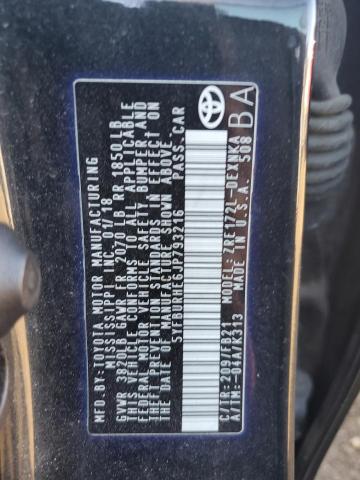 MFD.BY: TOYOTA MOTOR MANUFACTURING
MISSISSIPPI INC. 01/18
GVWR 3820LB GAWR FR 2070 LB RR 1850 LB
THIS VEHICLE CONFORMS TO ALL APPLICABLE
FEDERAL MOTOR VEHICLE SAFETY, BUMPER AND
THEFT PREVENTION STANDARDS IN EFFECT ON
THE DATE OF MANUFACTURE SHOWN ABOVE.
5YFBURHE6JP793216 PASS.CAR
C/TR:209/FB21 ZRE172L-DEXNKA
A/TM:-04A/K313 MADE IN U.S.A. 508
BA